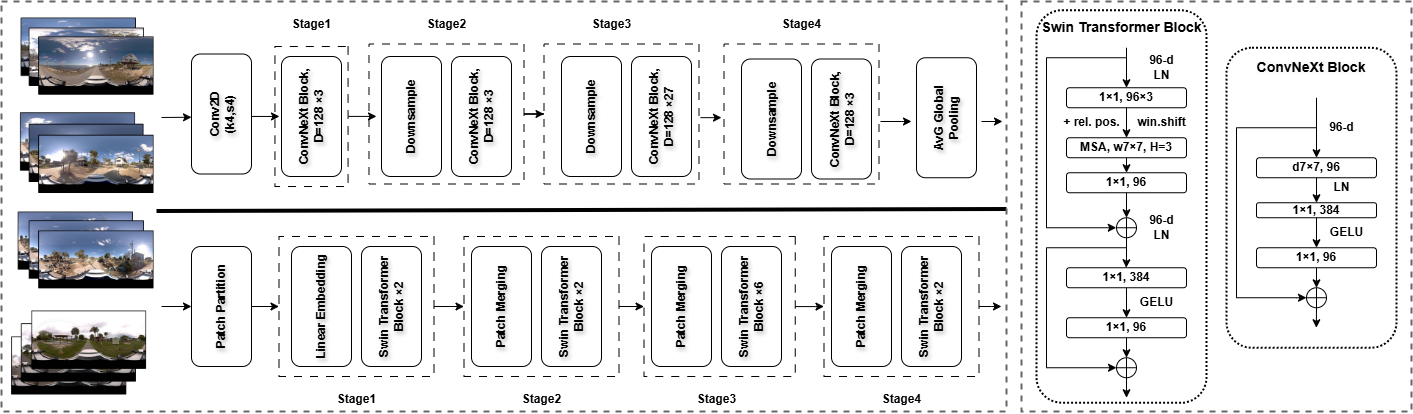 Stage1
Stage2
Stage3
Stage4
Conv2D
(k4,s4)
ConvNeXt Block,
D=128 ×3
Downsample
ConvNeXt Block,
D=128 ×3
Downsample
ConvNeXt Block,
D=128 ×27
Downsample
ConvNeXt Block,
D=128 ×3
AvG Global
Pooling
Patch Partition
Linear Embedding
Swin Transformer
Block ×2
Patch Merging
Swin Transformer
Block ×2
Patch Merging
Swin Transformer
Block ×6
Patch Merging
Swin Transformer
Block ×2
Stage1
Stage2
Stage3
Stage4
Swin Transformer Block
96-d
LN
1×1, 96×3
+ rel. pos.
win.shift
MSA, w7×7, H=3
1×1, 96
96-d
LN
1×1, 384
GELU
1×1, 96
ConvNeXt Block
96-d
d7×7, 96
LN
1×1, 384
GELU
1×1, 96